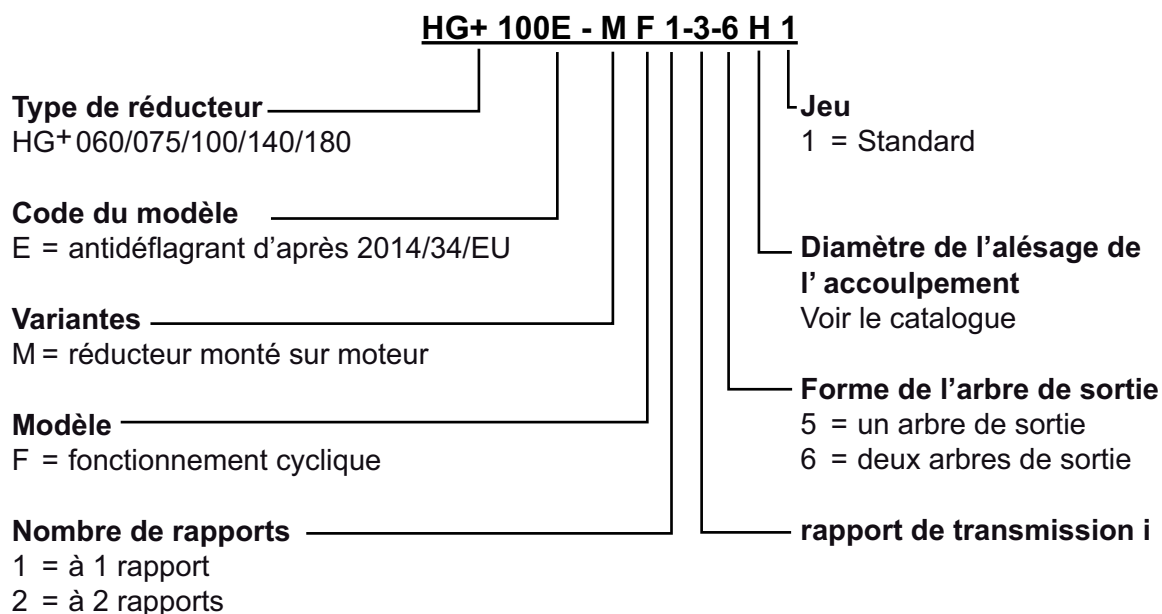 HG+ 100E - M F 1-3-6 H 1
Type de réducteur
HG+ 060/075/100/140/180
Code du modèle
E = antidéflagrant d'après 2014/34/EU
Variantes
M = réducteur monté sur moteur
Modèle
F = fonctionnement cyclique
Nombre de rapports
1 = à 1 rapport
2 = à 2 rapports
Jeu
1 = Standard
Diamètre de l'alésage de
l' accoulpement
Voir le catalogue
Forme de l'arbre de sortie
5 = un arbre de sortie
6 = deux arbres de sortie
rapport de transmission i